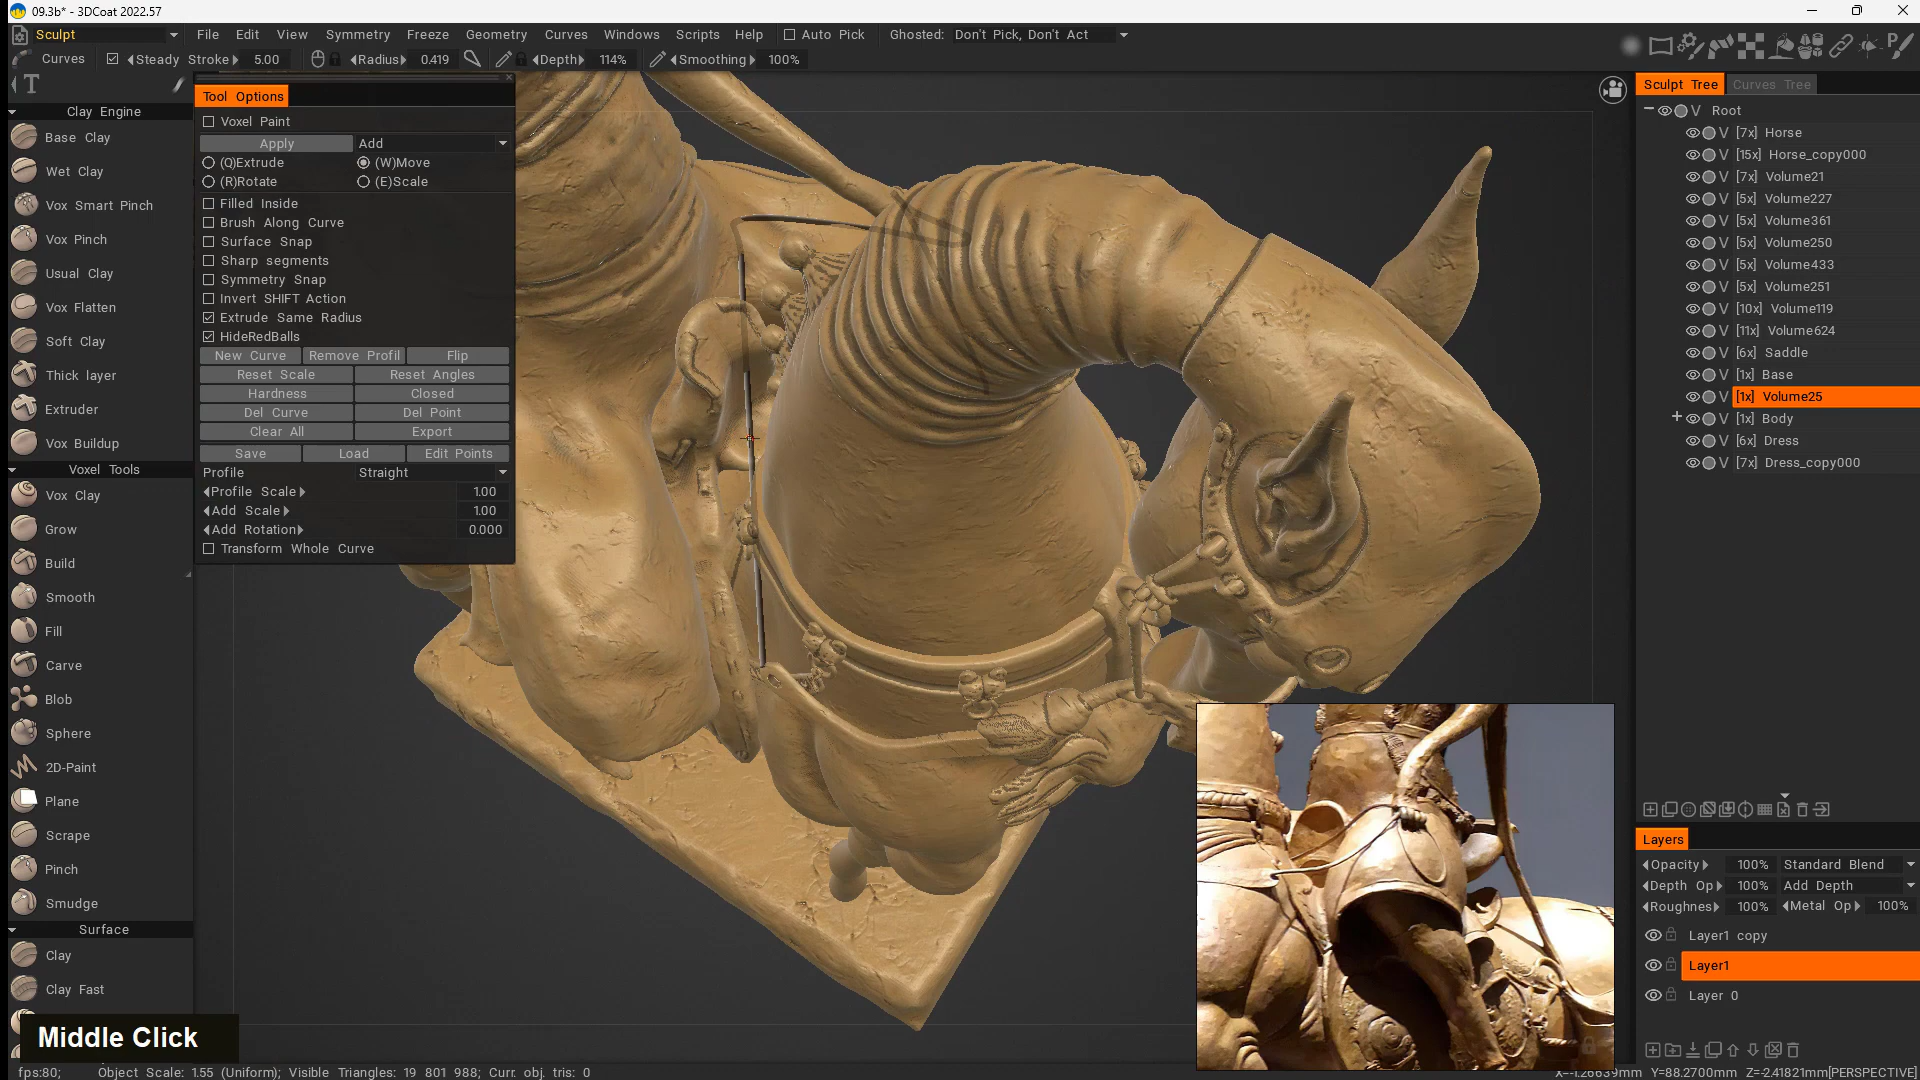 09.3b* - 3DCoat 2022.57
Sculpt File Edit View Symmetry Freeze Geometry Curves Windows Scripts Help Auto Pick Ghosted: Don't Pick, Don't Act
Curves Steady Stroke 5.00 Radius 0.419 Depth 114% Smoothing 100%
Clay Engine
Base Clay
Wet Clay
Vox Smart Pinch
Vox Pinch
Usual Clay
Vox Flatten
Soft Clay
Thick layer
Extruder
Vox Buildup
Voxel Tools
Vox Clay
Grow
Build
Smooth
Fill
Carve
Blob
Sphere
2D-Paint
Plane
Scrape
Pinch
Smudge
Surface
Clay
Clay Fast
Middle Click
Tool Options
Voxel Paint
Apply Add
(Q)Extrude (W)Move
(R)Rotate (E)Scale
Filled Inside
Brush Along Curve
Surface Snap
Sharp segments
Symmetry Snap
Invert SHIFT Action
Extrude Same Radius
HideRedBalls
New Curve Remove Profil Flip
Reset Scale Reset Angles
Hardness Closed
Del Curve Del Point
Clear All Export
Save Load Edit Points
Profile Straight
Profile Scale 1.00
Add Scale 1.00
Add Rotation 0.000
Transform Whole Curve
Sculpt Tree Curves Tree
V Root
V [7x] Horse
V [15x] Horse_copy000
V [7x] Volume21
V [5x] Volume227
V [5x] Volume361
V [5x] Volume250
V [5x] Volume433
V [5x] Volume251
V [10x] Volume119
V [11x] Volume624
V [6x] Saddle
V [1x] Base
V [1x] Volume25
V [1x] Body
V [6x] Dress
V [7x] Dress_copy000
Layers
Opacity 100% Standard Blend
Depth Op 100% Add Depth
Roughness 100% Metal Op 100%
Layer1 copy
Layer1
Layer 0
fps:80; Object Scale: 1.55 (Uniform); Visible Triangles: 19 801 988; Curr. obj. tris: 0 X=-1.26639mm Y=88.2700mm Z=-2.41821mm[PERSPECTIVE]